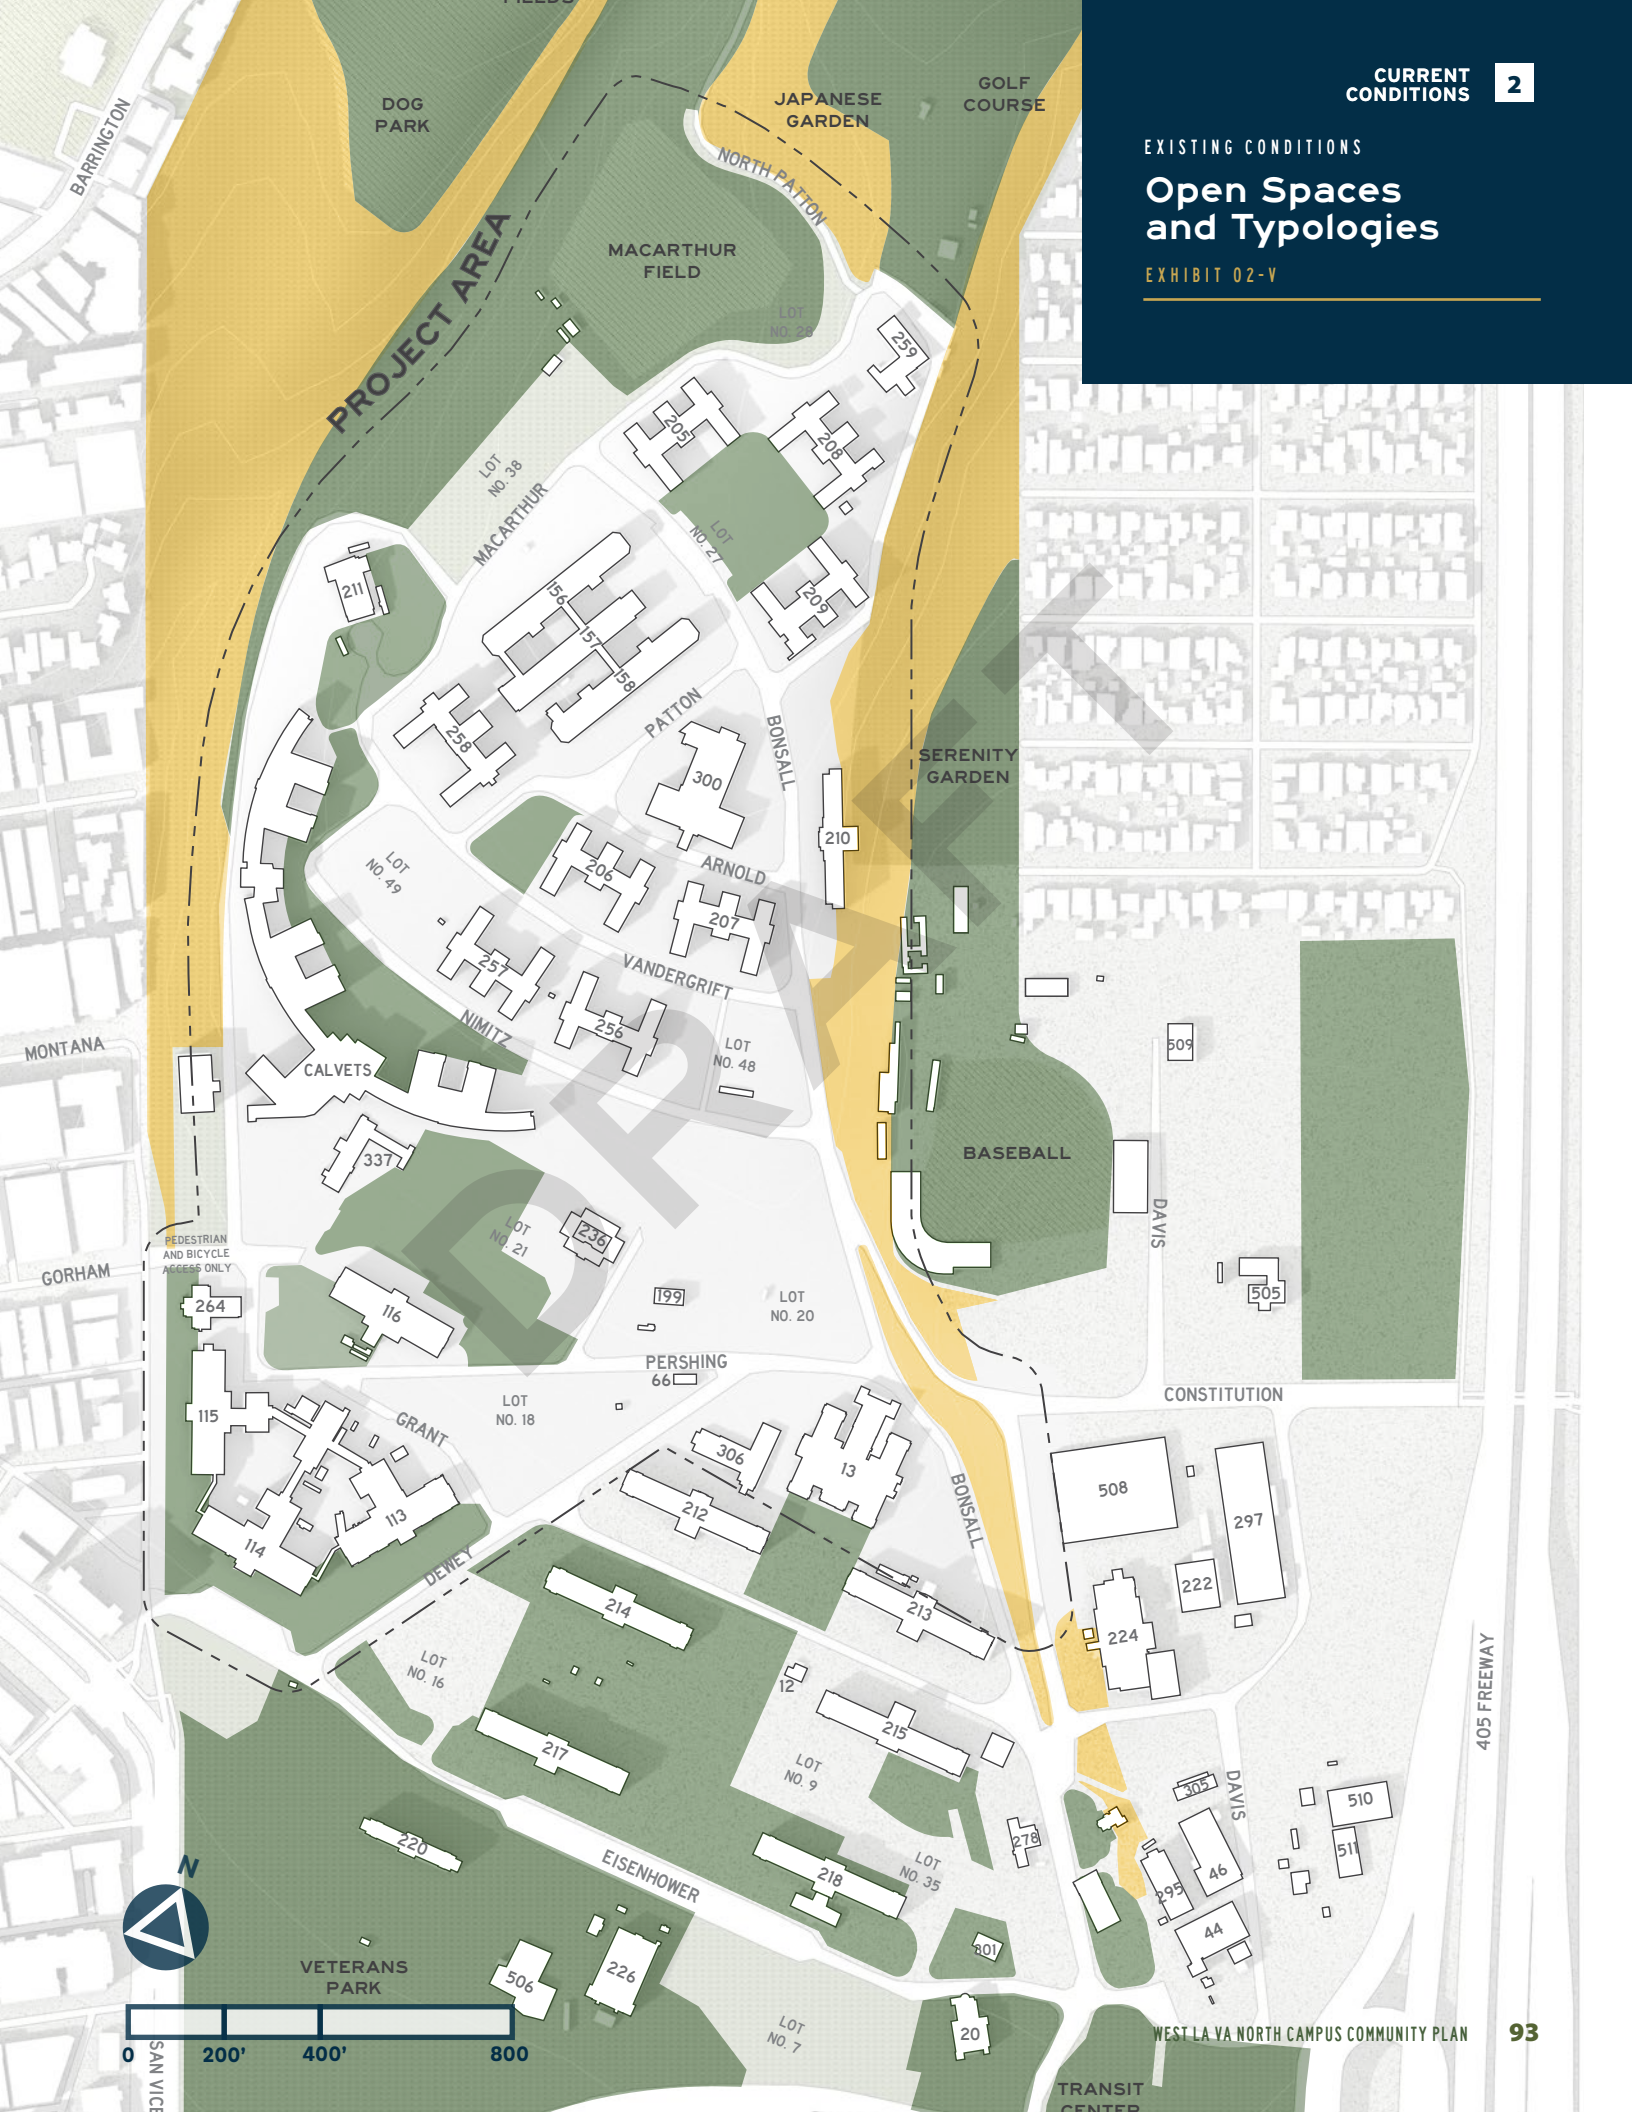 FIELDS
CURRENT
CONDITIONS
2
EXISTING CONDITIONS
Open Spaces
and Typologies
EXHIBIT 02-V
DOG
PARK
JAPANESE
GARDEN
GOLF
COURSE
BARRINGTON
NORTH PATTON
PROJECT AREA
MACARTHUR
FIELD
LOT
NO. 28
259
205
208
LOT
NO. 38
MACARTHUR
LOT
NO. 27
211
156
157
158
209
258
PATTON
BONSALL
300
SERENITY
GARDEN
210
LOT
NO. 49
206
ARNOLD
207
257
VANDERGRIFT
NIMITZ
256
LOT
NO. 48
MONTANA
CALVETS
509
337
BASEBALL
DAVIS
LOT
NO. 21
236
PEDESTRIAN
AND BICYCLE
ACCESS ONLY
GORHAM
264
116
199
LOT
NO. 20
505
PERSHING
66
CONSTITUTION
LOT
NO. 18
115
GRANT
306
13
BONSALL
508
297
212
113
114
DEWEY
214
213
222
224
LOT
NO. 16
12
217
215
LOT
NO. 9
405 FREEWAY
305
DAVIS
510
220
278
511
46
EISENHOWER
218
LOT
NO. 35
295
44
N
301
VETERANS
PARK
506
226
LOT
NO. 7
20
0
200'
400'
800
SAN VICE
WEST LA VA NORTH CAMPUS COMMUNITY PLAN
93
TRANSIT
CENTER
DRAFT